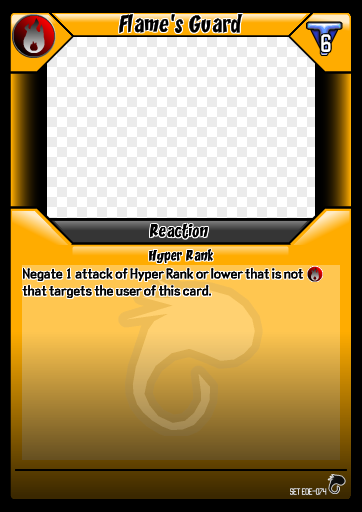 Flame's Guard
6
Reaction
Hyper Rank
Negate 1 attack of Hyper Rank or lower that is not
that targets the user of this card.
SET EOE-074